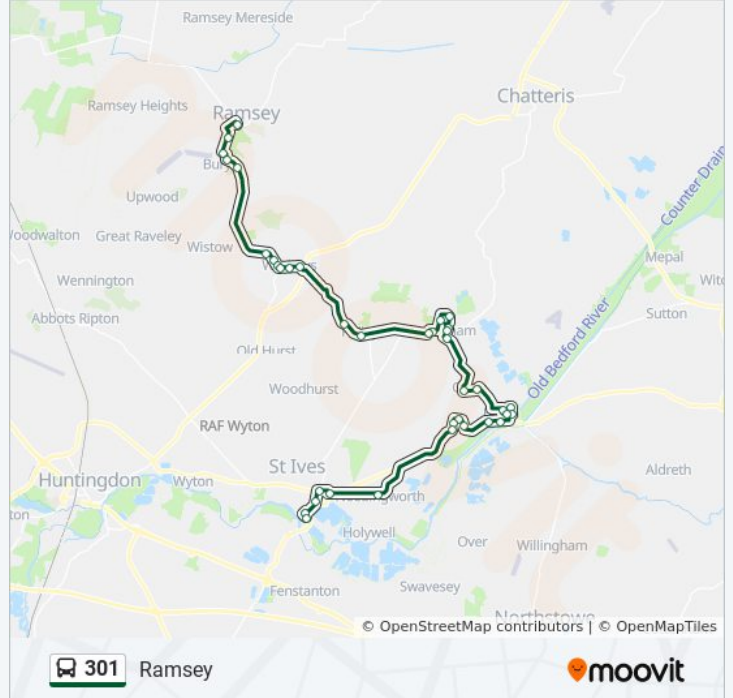 Ramsey Mereside
Chatteris
Ramsey Heights
Ramsey
Counter Drain
Upwood
Great Raveley
Wistow
Mepal
Wennington
Sutton
Abbots Ripton
Old Bedford River
Old Hurst
Woodhurst
RAF Wyton
St Ives
Aldreth
Huntingdon
Wyton
Holywell
Over
Willingham
Swavesey
Fenstanton
Northstowe
© OpenStreetMap contributors | © OpenMapTiles
301 Ramsey
moovit